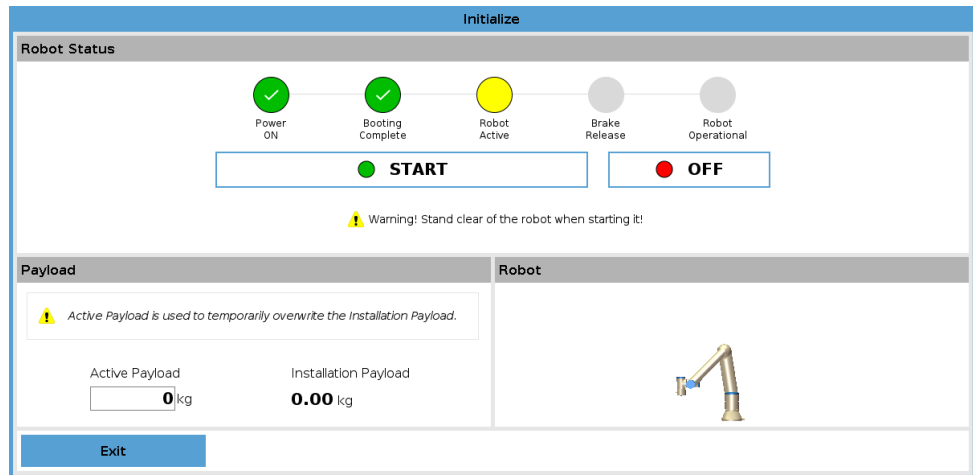 Initialize
Robot Status
Power
ON
Booting
Complete
Robot
Active
Brake
Release
Robot
Operational
START
OFF
Warning! Stand clear of the robot when starting it!
Payload
Active Payload is used to temporarily overwrite the Installation Payload.
Active Payload
0 kg
Installation Payload
0.00 kg
Robot
Exit